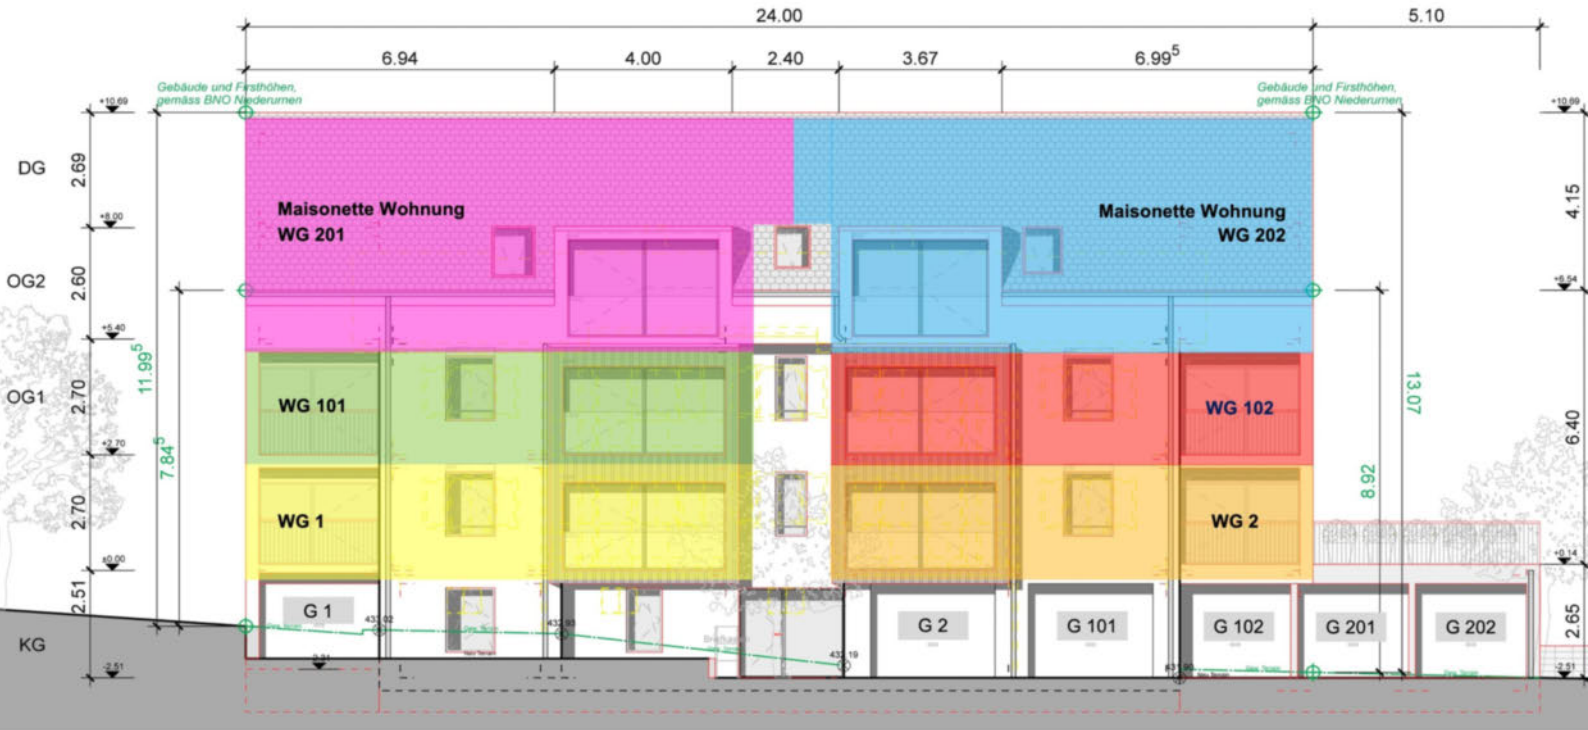 24.00
5.10
6.94
4.00
2.40
3.67
6.99⁵
Gebäude und Firsthöhen,
gemäss BNO Niederurnen
Gebäude und Firsthöhen,
gemäss BNO Niederurnen
+10.69
+10.69
DG
2.69
4.15
Maisonette Wohnung
WG 201
Maisonette Wohnung
WG 202
+8.00
OG2
2.60
+5.40
11.99⁵
7.84⁵
OG1
2.70
WG 101
WG 102
13.07
6.40
+2.70
8.92
2.70
WG 1
WG 2
±0.00
+0.14
2.51
G 1
G 2
G 101
G 102
G 201
G 202
2.65
KG
-2.51
-2.51